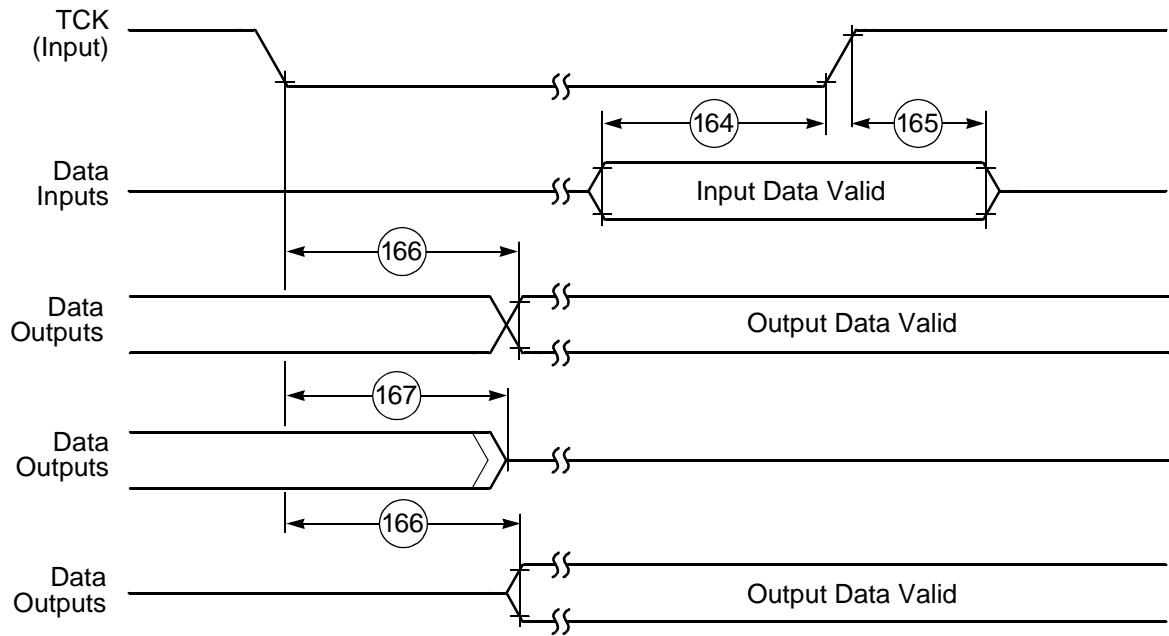 TCK
(Input)
164
165
Data
Inputs
Input Data Valid
166
Data
Outputs
Output Data Valid
167
Data
Outputs
166
Data
Outputs
Output Data Valid